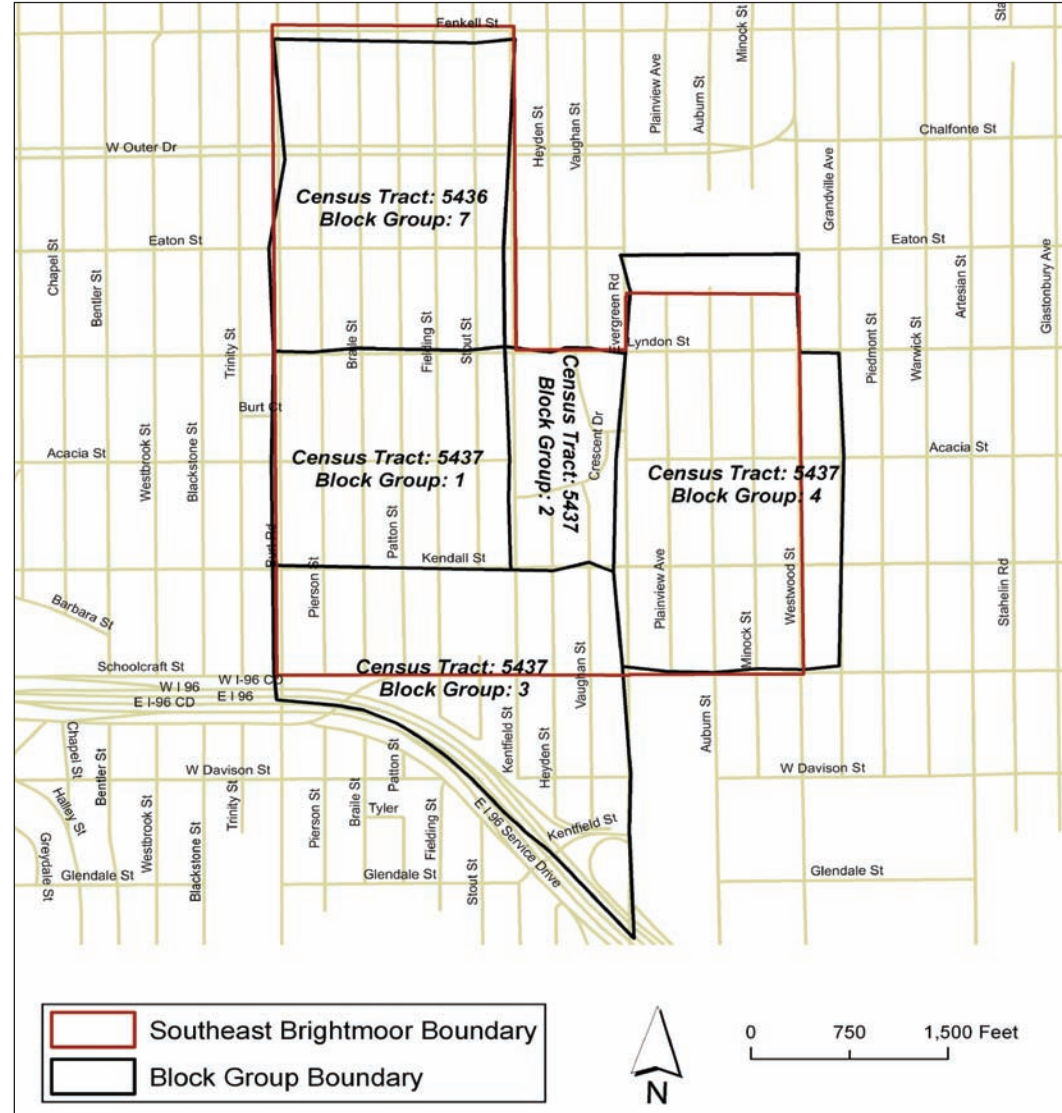 Fenkell St
Minock St
Sta
Plainview Ave
Auburn St
Heyden St
Vaughan St
Chalfonte St
W Outer Dr
Grandville Ave
Census Tract: 5436
Block Group: 7
Eaton St
Eaton St
Chapel St
Bentler St
Evergreen Rd
Artesian St
Glastonbury Ave
Trinity St
Braile St
Fielding St
Stout St
Lyndon St
Piedmont St
Warwick St
Burt Ct
Census Tract: 5437
Block Group: 2
Crescent Dr
Acacia St
Westbrook St
Blackstone St
Census Tract: 5437
Block Group: 1
Census Tract: 5437
Block Group: 4
Acacia St
Patton St
Burt Rd
Kendall St
Pierson St
Plainview Ave
Westwood St
Stahelin Rd
Barbara St
Minock St
Schoolcraft St
Census Tract: 5437
Block Group: 3
Vaughan St
W I 96
W I-96 CD
E I-96 CD
E I 96
Auburn St
Kentfield St
Heyden St
Chapel St
Bentler St
W Davison St
Patton St
W Davison St
Halley St
Westbrook St
Trinity St
Pierson St
Braile St
Tyler
Fielding St
E I 96 Service Drive
Kentfield St
Greydale St
Glendale St
Blackstone St
Glendale St
Stout St
Glendale St
Southeast Brightmoor Boundary
Block Group Boundary
N
0 750 1,500 Feet